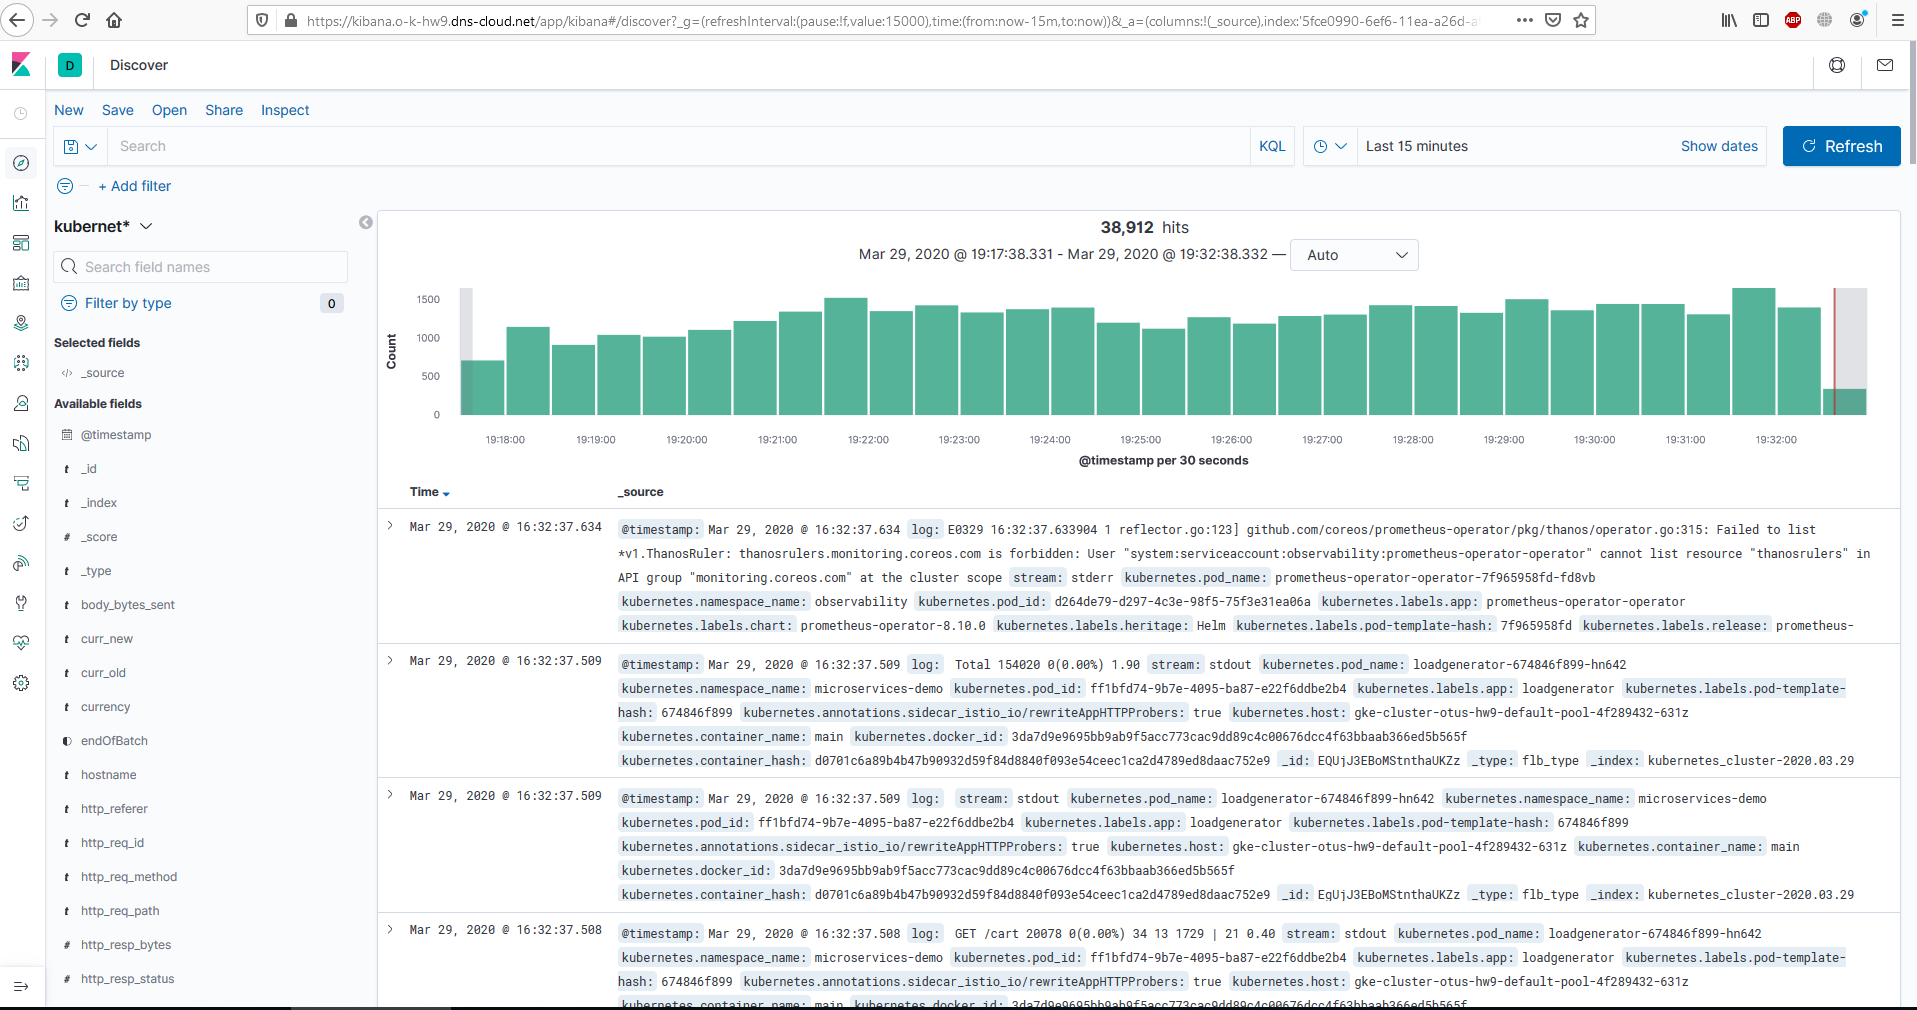 https://kibana.o-k-hw9.dns-cloud.net/app/kibana#/discover?_g=(refreshInterval:(pause:!f,value:15000),time:(from:now-15m,to:now))&_a=(columns:!(_source),index:'5fce0990-6ef6-11ea-a26d-a
ABP
D
Discover
New Save Open Share Inspect
Search
KQL
Last 15 minutes
Show dates
Refresh
+ Add filter
kubernet*
Search field names
Filter by type 0
Selected fields
</> _source
Available fields
@timestamp
t _id
t _index
# _score
t _type
t body_bytes_sent
t curr_new
t curr_old
t currency
endOfBatch
t hostname
t http_referer
t http_req_id
t http_req_method
t http_req_path
# http_resp_bytes
# http_resp_status
38,912 hits
Mar 29, 2020 @ 19:17:38.331 - Mar 29, 2020 @ 19:32:38.332 — Auto
Count
1500
1000
500
0
19:18:00 19:19:00 19:20:00 19:21:00 19:22:00 19:23:00 19:24:00 19:25:00 19:26:00 19:27:00 19:28:00 19:29:00 19:30:00 19:31:00 19:32:00
@timestamp per 30 seconds
Time _source
Mar 29, 2020 @ 16:32:37.634 @timestamp: Mar 29, 2020 @ 16:32:37.634 log: E0329 16:32:37.633904 1 reflector.go:123] github.com/coreos/prometheus-operator/pkg/thanos/operator.go:315: Failed to list
*v1.ThanosRuler: thanosrulers.monitoring.coreos.com is forbidden: User "system:serviceaccount:observability:prometheus-operator-operator" cannot list resource "thanosrulers" in
API group "monitoring.coreos.com" at the cluster scope stream: stderr kubernetes.pod_name: prometheus-operator-operator-7f965958fd-fd8vb
kubernetes.namespace_name: observability kubernetes.pod_id: d264de79-d297-4c3e-98f5-75f3e31ea06a kubernetes.labels.app: prometheus-operator-operator
kubernetes.labels.chart: prometheus-operator-8.10.0 kubernetes.labels.heritage: Helm kubernetes.labels.pod-template-hash: 7f965958fd kubernetes.labels.release: prometheus-
Mar 29, 2020 @ 16:32:37.509 @timestamp: Mar 29, 2020 @ 16:32:37.509 log: Total 154020 0(0.00%) 1.90 stream: stdout kubernetes.pod_name: loadgenerator-674846f899-hn642
kubernetes.namespace_name: microservices-demo kubernetes.pod_id: ff1bfd74-9b7e-4095-ba87-e22f6ddbe2b4 kubernetes.labels.app: loadgenerator kubernetes.labels.pod-template-
hash: 674846f899 kubernetes.annotations.sidecar_istio_io/rewriteAppHTTPProbers: true kubernetes.host: gke-cluster-otus-hw9-default-pool-4f289432-631z
kubernetes.container_name: main kubernetes.docker_id: 3da7d9e9695bb9ab9f5acc773cac9dd89c4c00676dcc4f63bbaab366ed5b565f
kubernetes.container_hash: d0701c6a89b4b47b90932d59f84d8840f093e54ceec1ca2d4789ed8daac752e9 _id: EQUjJ3EBoMStnthaUKZz _type: flb_type _index: kubernetes_cluster-2020.03.29
Mar 29, 2020 @ 16:32:37.509 @timestamp: Mar 29, 2020 @ 16:32:37.509 log: stream: stdout kubernetes.pod_name: loadgenerator-674846f899-hn642 kubernetes.namespace_name: microservices-demo
kubernetes.pod_id: ff1bfd74-9b7e-4095-ba87-e22f6ddbe2b4 kubernetes.labels.app: loadgenerator kubernetes.labels.pod-template-hash: 674846f899
kubernetes.annotations.sidecar_istio_io/rewriteAppHTTPProbers: true kubernetes.host: gke-cluster-otus-hw9-default-pool-4f289432-631z kubernetes.container_name: main
kubernetes.docker_id: 3da7d9e9695bb9ab9f5acc773cac9dd89c4c00676dcc4f63bbaab366ed5b565f
kubernetes.container_hash: d0701c6a89b4b47b90932d59f84d8840f093e54ceec1ca2d4789ed8daac752e9 _id: EgUjJ3EBoMStnthaUKZz _type: flb_type _index: kubernetes_cluster-2020.03.29
Mar 29, 2020 @ 16:32:37.508 @timestamp: Mar 29, 2020 @ 16:32:37.508 log: GET /cart 20078 0(0.00%) 34 13 1729 | 21 0.40 stream: stdout kubernetes.pod_name: loadgenerator-674846f899-hn642
kubernetes.namespace_name: microservices-demo kubernetes.pod_id: ff1bfd74-9b7e-4095-ba87-e22f6ddbe2b4 kubernetes.labels.app: loadgenerator kubernetes.labels.pod-template-
hash: 674846f899 kubernetes.annotations.sidecar_istio_io/rewriteAppHTTPProbers: true kubernetes.host: gke-cluster-otus-hw9-default-pool-4f289432-631z
kubernetes.container_name: main kubernetes.docker_id: 3da7d9e9695bb9ab9f5acc773cac9dd89c4c00676dcc4f63bbaab366ed5b565f